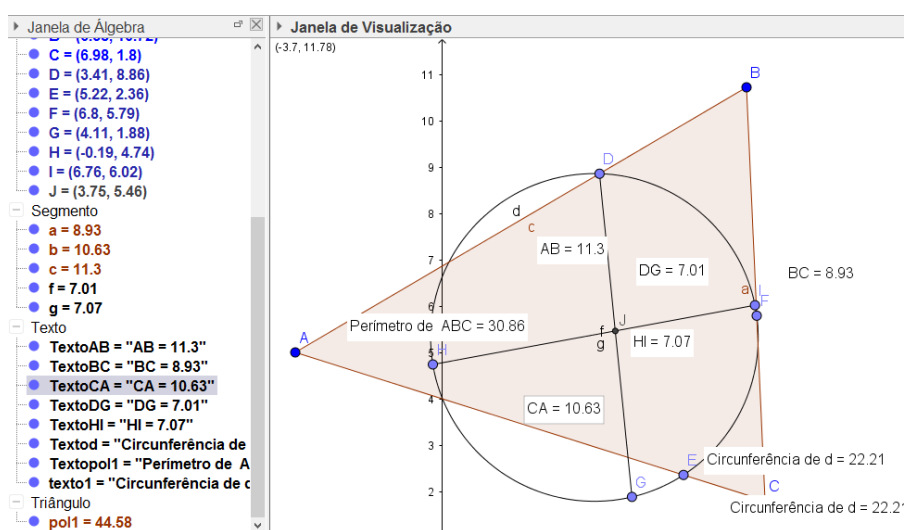 Janela de Álgebra
C = (6.98, 1.8)
D = (3.41, 8.86)
E = (5.22, 2.36)
F = (6.8, 5.79)
G = (4.11, 1.88)
H = (-0.19, 4.74)
I = (6.76, 6.02)
J = (3.75, 5.46)
Segmento
a = 8.93
b = 10.63
c = 11.3
f = 7.01
g = 7.07
Texto
TextoAB = "AB = 11.3"
TextoBC = "BC = 8.93"
TextoCA = "CA = 10.63"
TextoDG = "DG = 7.01"
TextoHI = "HI = 7.07"
Textod = "Circunferência de
Textopol1 = "Perímetro de A
texto1 = "Circunferência de
Triângulo
pol1 = 44.58
Janela de Visualização
(-3.7, 11.78)
11
B
10
9
D
8
d
c
AB = 11.3
7
DG = 7.01
BC = 8.93
a
I
6
F
Perímetro de ABC = 30.86
J
f
A
HI = 7.07
g
5
H
4
CA = 10.63
3
E
Circunferência de d = 22.21
2
G
C
Circunferência de d = 22.21